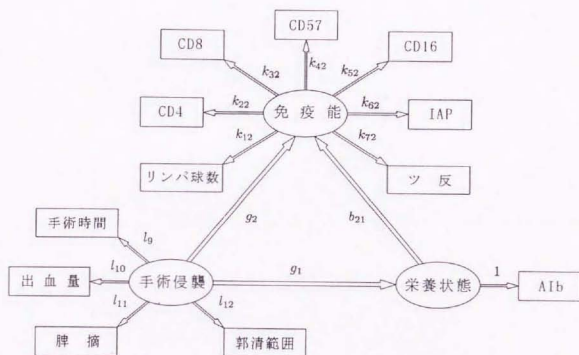 CD57
CD8
CD16
k₃₂
k₄₂
k₅₂
CD4
k₂₂
免疫能
k₆₂
IAP
k₁₂
k₇₂
リンバ球数
ツ 反
g₂
b₂₁
手術時間
l₉
出血量
l₁₀
手術侵襲
g₁
栄養状態
1
AIb
l₁₁
l₁₂
脾 摘
郭清範囲